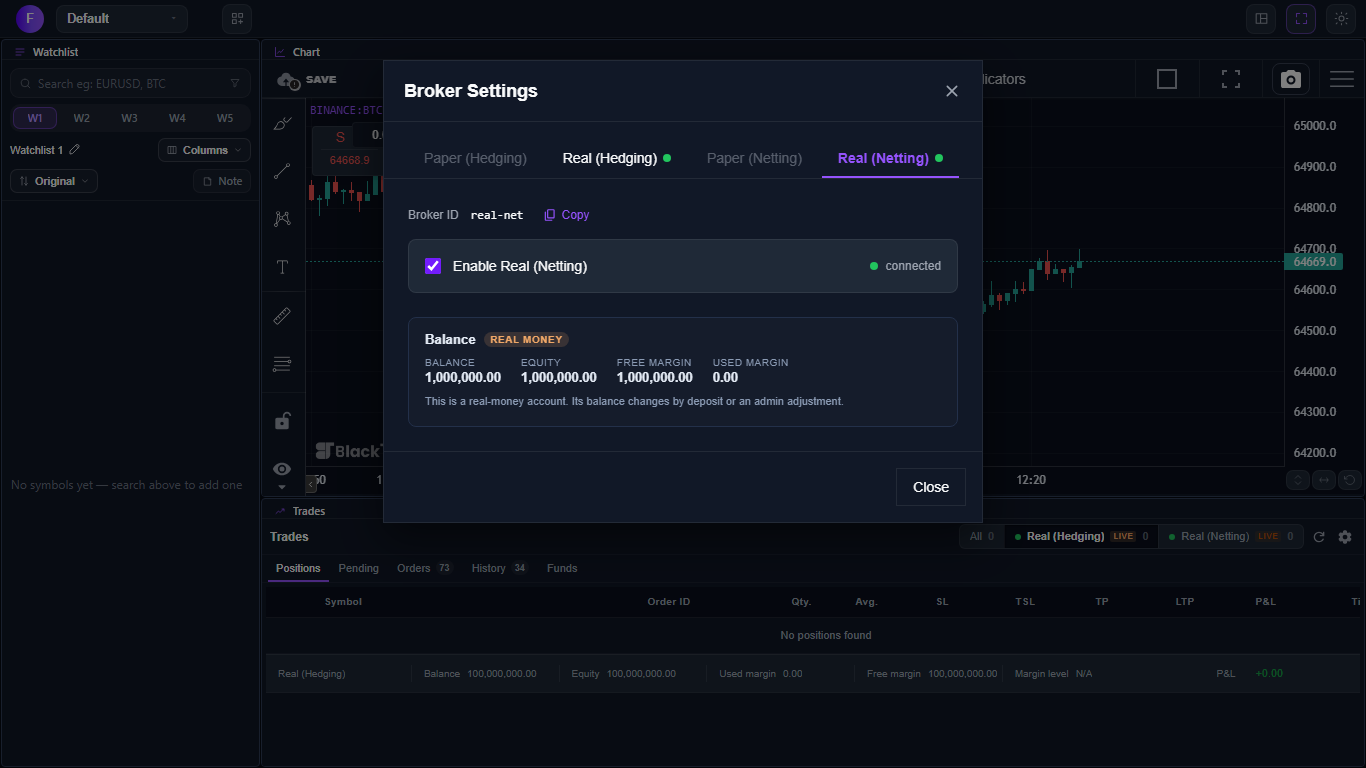 F Default
Watchlist
Search eg: EURUSD, BTC
W1 W2 W3 W4 W5
Watchlist 1 Columns
Original Note
No symbols yet — search above to add one
Chart
SAVE
BINANCE:BTC
S 0.
64668.9
Broker Settings
Paper (Hedging) Real (Hedging) Paper (Netting) Real (Netting)
Broker ID real-net Copy
Enable Real (Netting) connected
Balance REAL MONEY
BALANCE EQUITY FREE MARGIN USED MARGIN
1,000,000.00 1,000,000.00 1,000,000.00 0.00
This is a real-money account. Its balance changes by deposit or an admin adjustment.
Close
dicators
65000.0
64900.0
64800.0
64700.0
64669.0
64600.0
64500.0
64400.0
64300.0
64200.0
Black
12:20
Trades
Trades
All 0 Real (Hedging) LIVE 0 Real (Netting) LIVE 0
Positions Pending Orders 73 History 34 Funds
Symbol Order ID Qty. Avg. SL TSL TP LTP P&L Ti
No positions found
Real (Hedging) Balance 100,000,000.00 Equity 100,000,000.00 Used margin 0.00 Free margin 100,000,000.00 Margin level N/A P&L +0.00